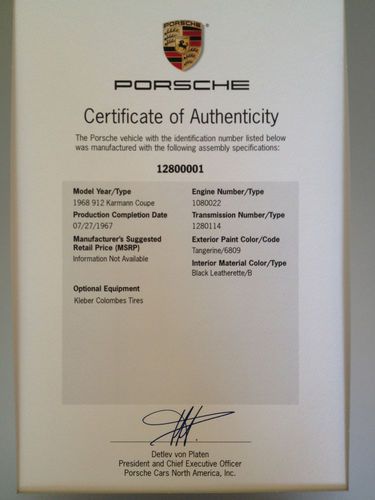 PORSCHE
PORSCHE
Certificate of Authenticity
The Porsche vehicle with the identification number listed below
was manufactured with the following assembly specifications:
12800001
Model Year/Type
1968 912 Karmann Coupe
Production Completion Date
07/27/1967
Manufacturer's Suggested
Retail Price (MSRP)
Information Not Available
Optional Equipment
Kleber Colombes Tires
Engine Number/Type
1080022
Transmission Number/Type
1280114
Exterior Paint Color/Code
Tangerine/6809
Interior Material Color/Type
Black Leatherette/B
Detlev von Platen
President and Chief Executive Officer
Porsche Cars North America, Inc.